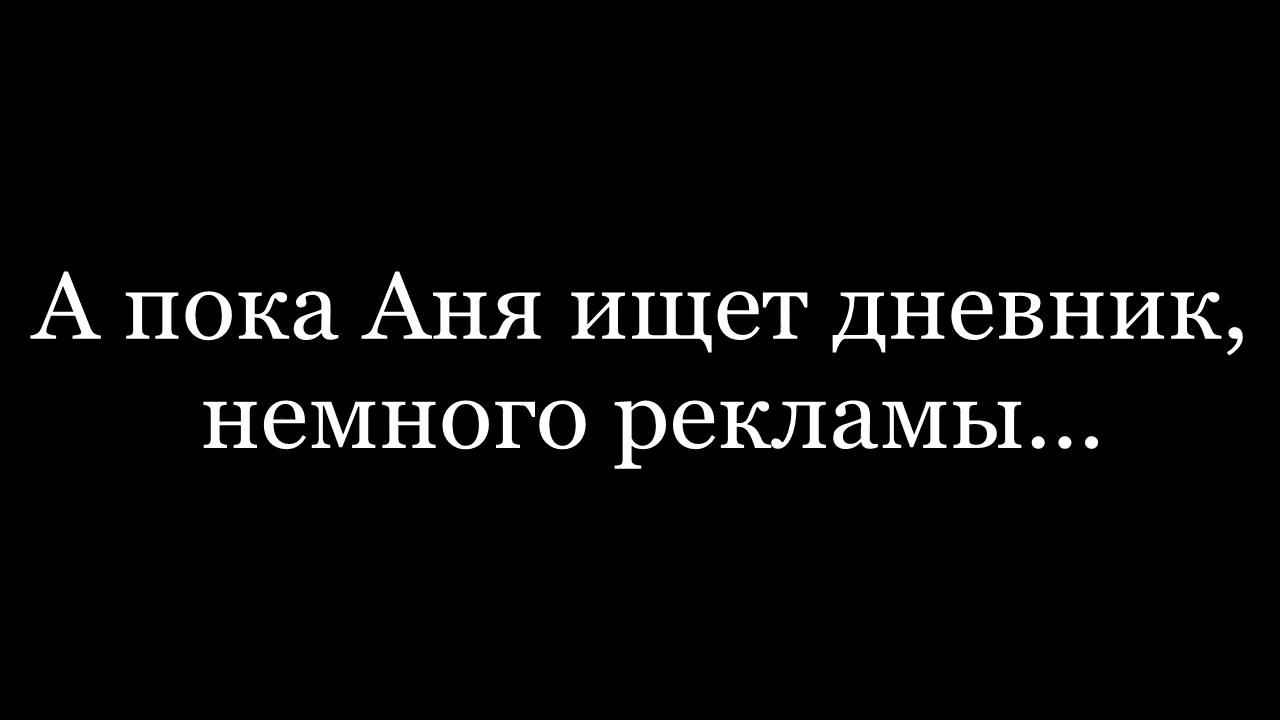 А пока Аня ищет дневник,
немного рекламы...